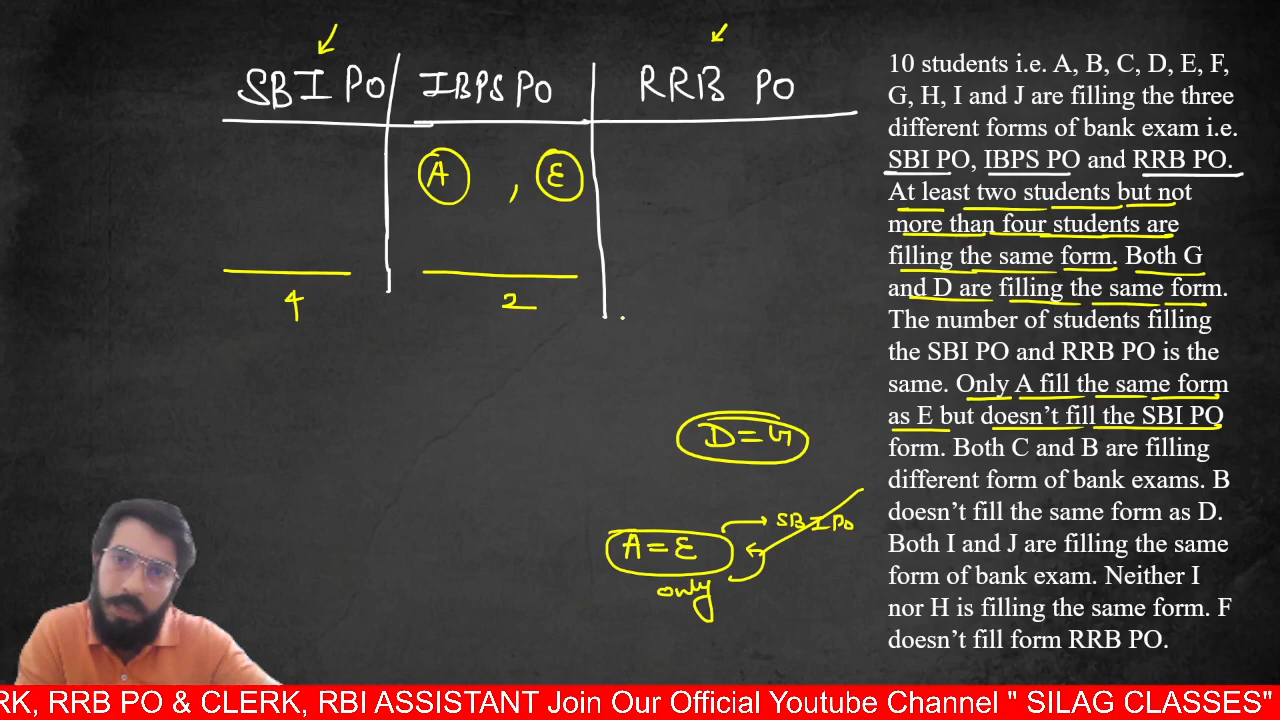 SBI PO
IBPS PO
RRB PO
A , E
4
2
D = G
A = E
only
SBI PO
10 students i.e. A, B, C, D, E, F,
G, H, I and J are filling the three
different forms of bank exam i.e.
SBI PO, IBPS PO and RRB PO.
At least two students but not
more than four students are
filling the same form. Both G
and D are filling the same form.
The number of students filling
the SBI PO and RRB PO is the
same. Only A fill the same form
as E but doesn’t fill the SBI PO
form. Both C and B are filling
different form of bank exams. B
doesn’t fill the same form as D.
Both I and J are filling the same
form of bank exam. Neither I
nor H is filling the same form. F
doesn’t fill form RRB PO.
RK, RRB PO & CLERK, RBI ASSISTANT Join Our Official Youtube Channel " SILAG CLASSES"